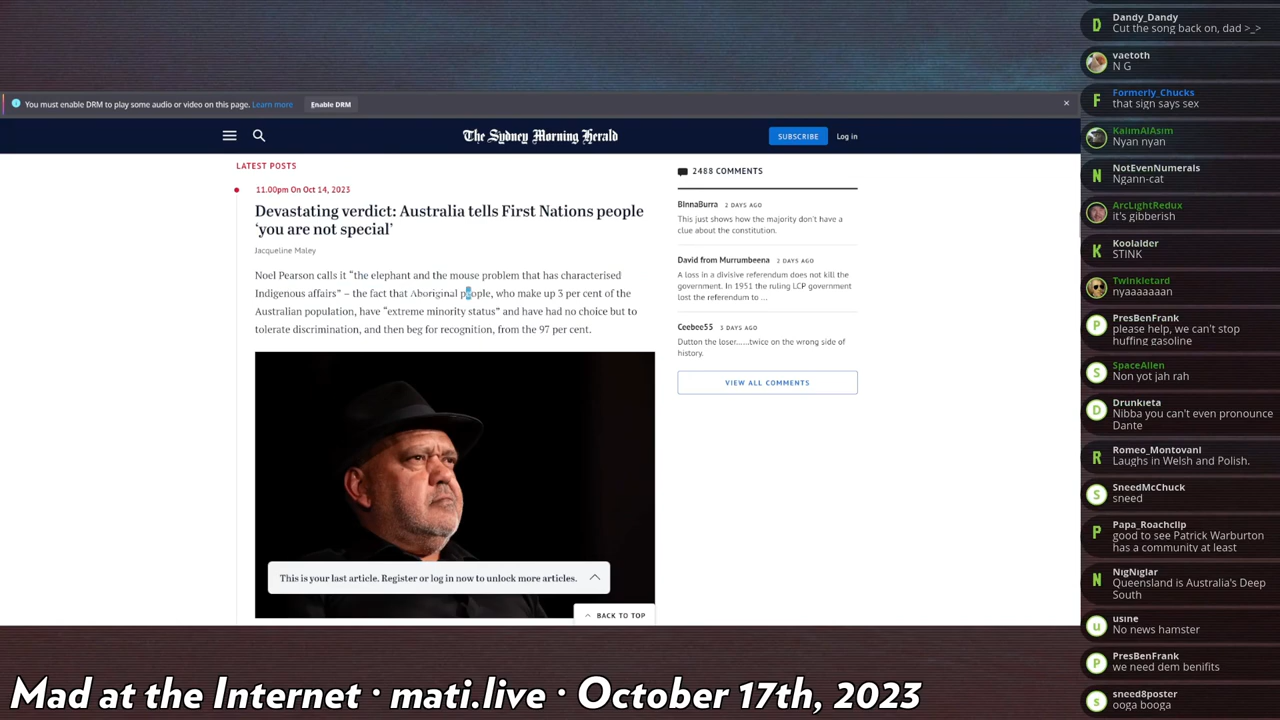 You must enable DRM to play some audio or video on this page. Learn more Enable DRM
The Sydney Morning Herald
SUBSCRIBE Log in
LATEST POSTS
11.00pm On Oct 14, 2023
Devastating verdict: Australia tells First Nations people
‘you are not special’
Jacqueline Maley
Noel Pearson calls it “the elephant and the mouse problem that has characterised
Indigenous affairs” – the fact that Aboriginal people, who make up 3 per cent of the
Australian population, have “extreme minority status” and have had no choice but to
tolerate discrimination, and then beg for recognition, from the 97 per cent.
This is your last article. Register or log in now to unlock more articles.
BACK TO TOP
2488 COMMENTS
BInnaBurra 2 DAYS AGO
This just shows how the majority don't have a
clue about the constitution.
David from Murrumbeena 2 DAYS AGO
A loss in a divisive referendum does not kill the
government. In 1951 the ruling LCP government
lost the referendum to ...
Ceebee55 3 DAYS AGO
Dutton the loser......twice on the wrong side of
history.
VIEW ALL COMMENTS
D
Dandy_Dandy
Cut the song back on, dad >_>
vaetoth
N G
F
Formerly_Chucks
that sign says sex
KalimAlAsim
Nyan nyan
N
NotEvenNumerals
Ngann-cat
ArcLightRedux
it's gibberish
K
Koolaider
STINK
Twinkletard
nyaaaaaaan
P
PresBenFrank
please help, we can't stop
huffing gasoline
S
SpaceAllen
Non yot jah rah
D
Drunkieta
Nibba you can't even pronounce
Dante
R
Romeo_Montovani
Laughs in Welsh and Polish.
S
SneedMcChuck
sneed
P
Papa_Roachclip
good to see Patrick Warburton
has a community at least
N
NigNiglar
Queensland is Australia's Deep
South
u
usine
No news hamster
P
PresBenFrank
we need dem benifits
s
sneed8poster
ooga booga
Mad at the Internet · mati.live · October 17th, 2023